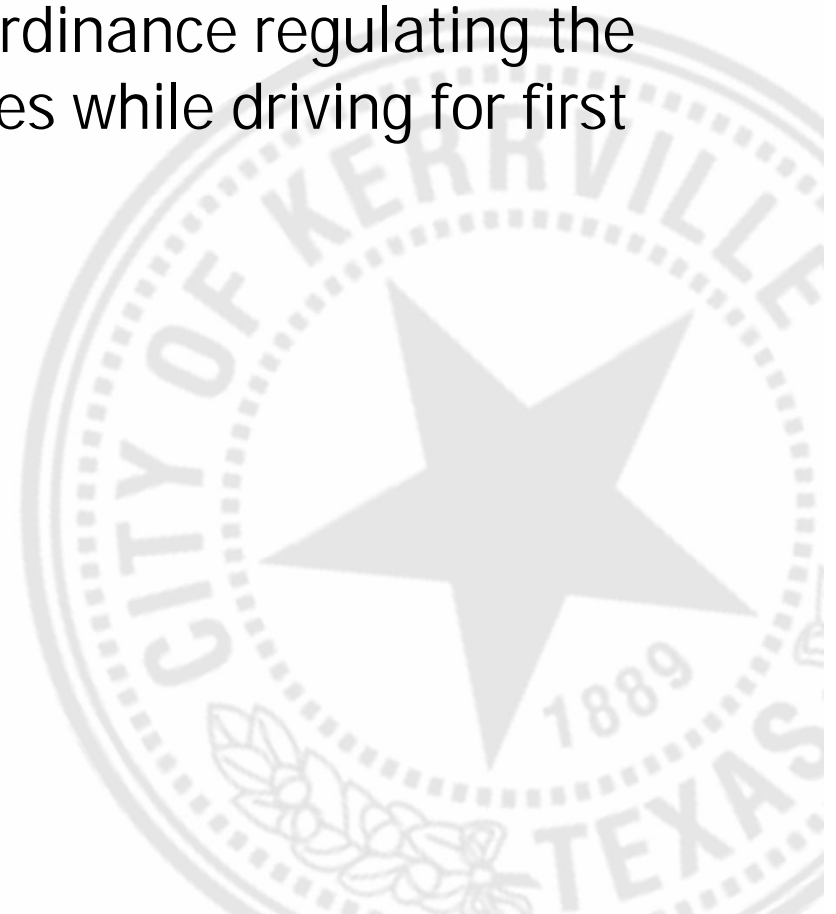 rdinance regulating the
es while driving for first
CITY OF KERRVILLE
1889
TEXAS